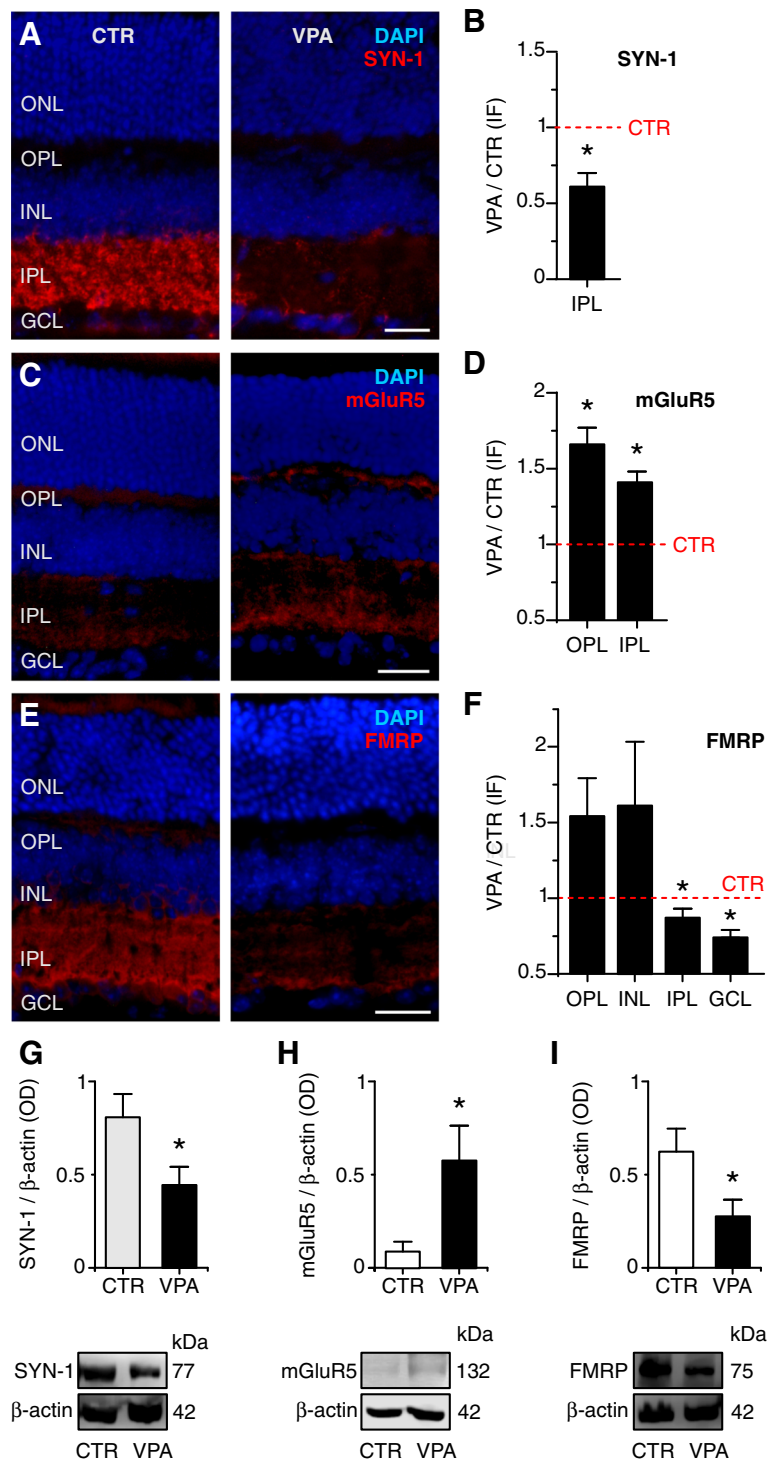 A CTR VPA DAPI
SYN-1
ONL
OPL
INL
IPL
GCL
B
SYN-1
VPA / CTR (IF)
1.5
1
0.5
0
CTR
*
IPL
C DAPI
mGluR5
ONL
OPL
INL
IPL
GCL
D
mGluR5
VPA / CTR (IF)
2
1.5
1
0.5
* *
CTR
OPL IPL
E DAPI
FMRP
ONL
OPL
INL
IPL
GCL
F
FMRP
VPA / CTR (IF)
INL
2
1.5
1
0.5
CTR
* *
OPL INL IPL GCL
G
SYN-1 / β-actin (OD)
1
0.5
0
*
CTR VPA
kDa
SYN-1 77
β-actin 42
CTR VPA
H
mGluR5 / β-actin (OD)
1
0.5
0
*
CTR VPA
kDa
mGluR5 132
β-actin 42
CTR VPA
I
FMRP / β-actin (OD)
1
0.5
0
*
CTR VPA
kDa
FMRP 75
β-actin 42
CTR VPA